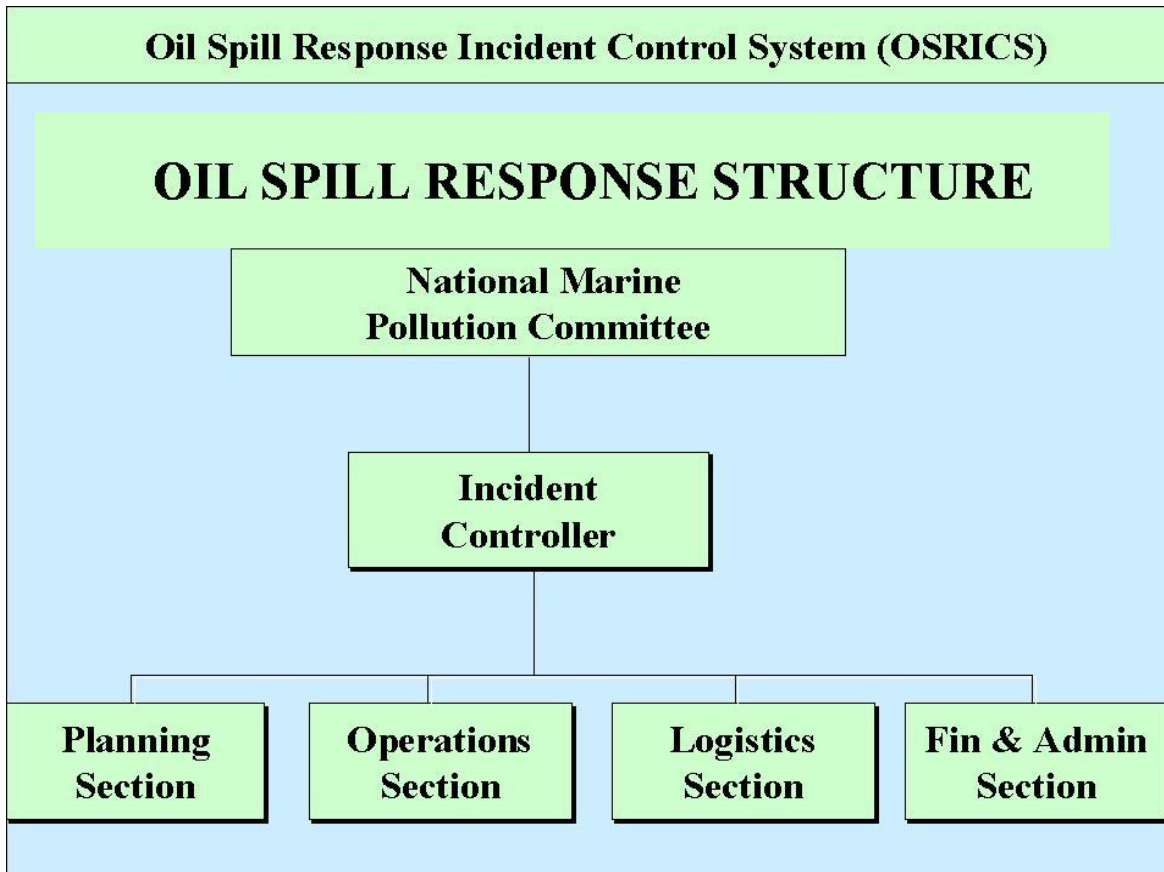 Oil Spill Response Incident Control System (OSRICS)
OIL SPILL RESPONSE STRUCTURE
National Marine
Pollution Committee
Incident
Controller
Planning
Section
Operations
Section
Logistics
Section
Fin & Admin
Section